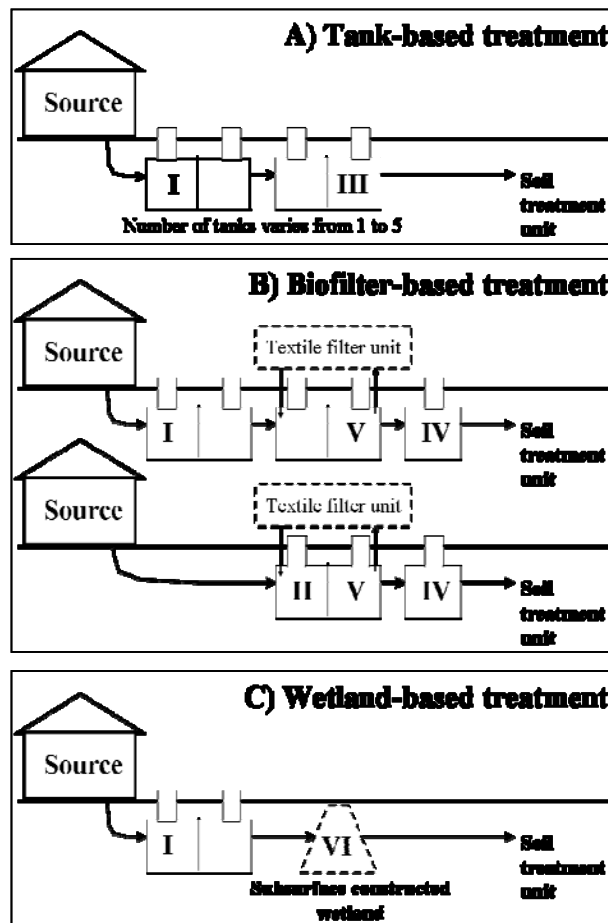 A) Tank-based treatment
Source
I
III
Soil
treatment
unit
Number of tanks varies from 1 to 5
B) Biofilter-based treatment
Textile filter unit
Source
I
V
IV
Soil
treatment
unit
Textile filter unit
Source
II
V
IV
Soil
treatment
unit
C) Wetland-based treatment
Source
I
VI
Soil
treatment
unit
Subsurface constructed
wetland